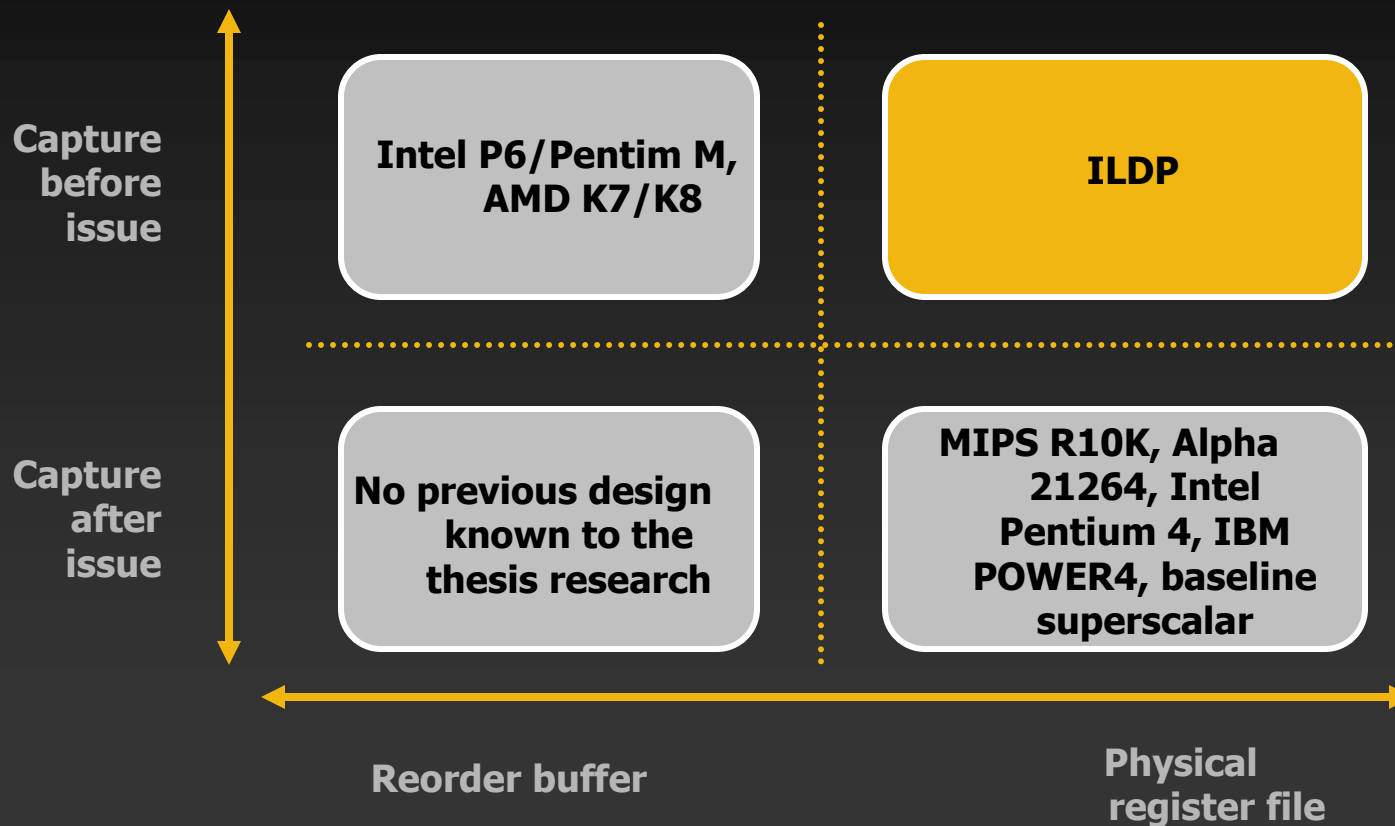 Capture
before
issue
Intel P6/Pentim M,
AMD K7/K8
ILDP
Capture
after
issue
No previous design
known to the
thesis research
MIPS R10K, Alpha
21264, Intel
Pentium 4, IBM
POWER4, baseline
superscalar
Reorder buffer
Physical
register file